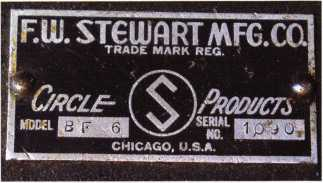 F.W. STEWART MFG. CO.
TRADE MARK REG.
CIRCLE S PRODUCTS
MODEL BF 6 SERIAL NO. 1090
CHICAGO, U.S.A.